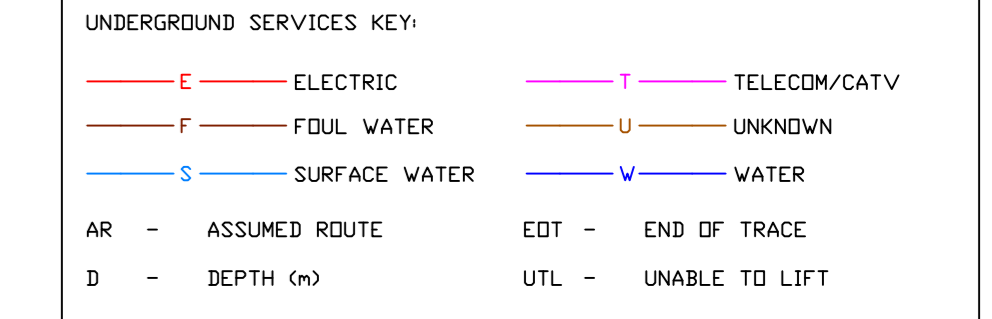 UNDERGROUND SERVICES KEY:
E ELECTRIC T TELECOM/CATV
F FOUL WATER U UNKNOWN
S SURFACE WATER W WATER
AR - ASSUMED ROUTE EOT - END OF TRACE
D - DEPTH (m) UTL - UNABLE TO LIFT